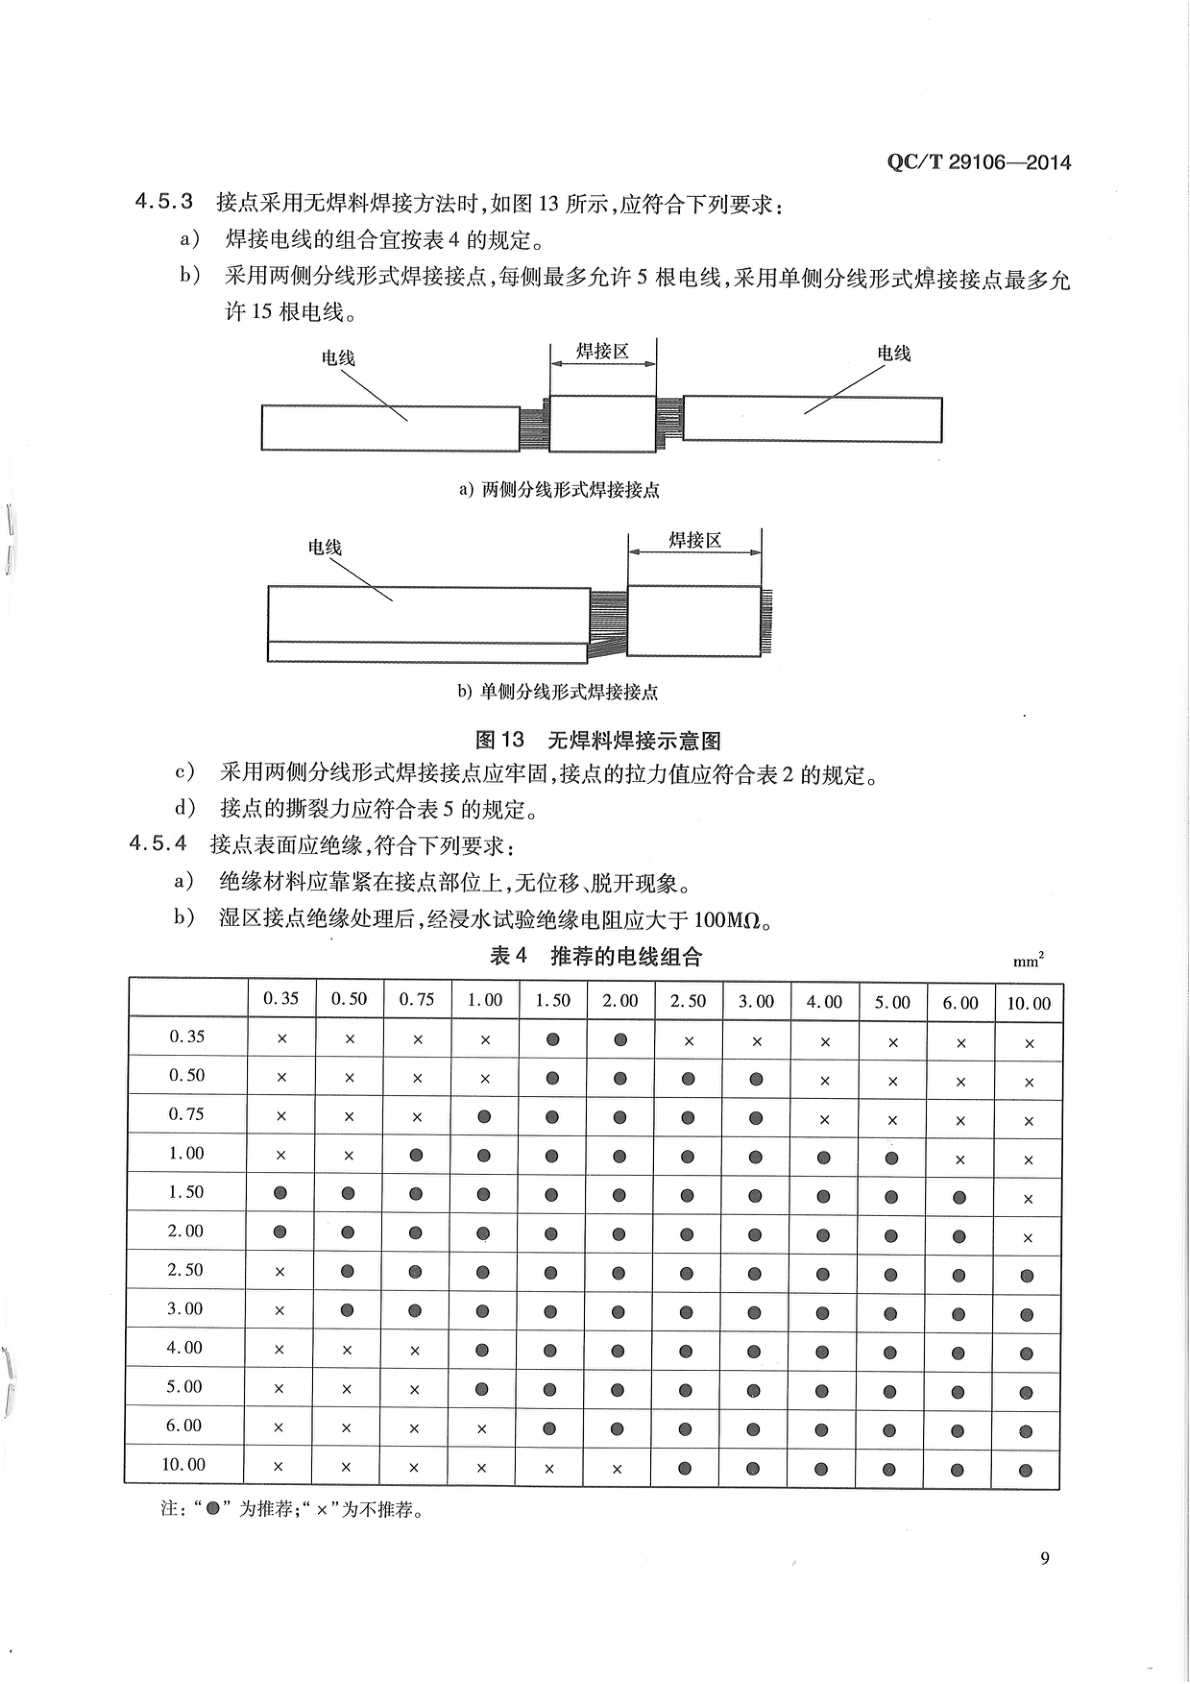 QC/T 29106—2014
4.5.3 接点采用无焊料焊接方法时,如图 13 所示,应符合下列要求:
a) 焊接电线的组合宜按表 4 的规定。
b) 采用两侧分线形式焊接接点,每侧最多允许 5 根电线,采用单侧分线形式焊接接点最多允
许 15 根电线。
电线 焊接区 电线
a) 两侧分线形式焊接接点
电线 焊接区
b) 单侧分线形式焊接接点
图 13 无焊料焊接示意图
c) 采用两侧分线形式焊接接点应牢固,接点的拉力值应符合表 2 的规定。
d) 接点的撕裂力应符合表 5 的规定。
4.5.4 接点表面应绝缘,符合下列要求:
a) 绝缘材料应靠紧在接点部位上,无位移、脱开现象。
b) 湿区接点绝缘处理后,经浸水试验绝缘电阻应大于 100MΩ。
表 4 推荐的电线组合 mm²
0.35 0.50 0.75 1.00 1.50 2.00 2.50 3.00 4.00 5.00 6.00 10.00
0.35 × × × × ● ● × × × × × ×
0.50 × × × × ● ● ● ● × × × ×
0.75 × × × ● ● ● ● ● × × × ×
1.00 × × ● ● ● ● ● ● ● ● × ×
1.50 ● ● ● ● ● ● ● ● ● ● ● ×
2.00 ● ● ● ● ● ● ● ● ● ● ● ×
2.50 × ● ● ● ● ● ● ● ● ● ● ●
3.00 × ● ● ● ● ● ● ● ● ● ● ●
4.00 × × × ● ● ● ● ● ● ● ● ●
5.00 × × × ● ● ● ● ● ● ● ● ●
6.00 × × × × ● ● ● ● ● ● ● ●
10.00 × × × × × × ● ● ● ● ● ●
注:“●”为推荐;“×”为不推荐。
9